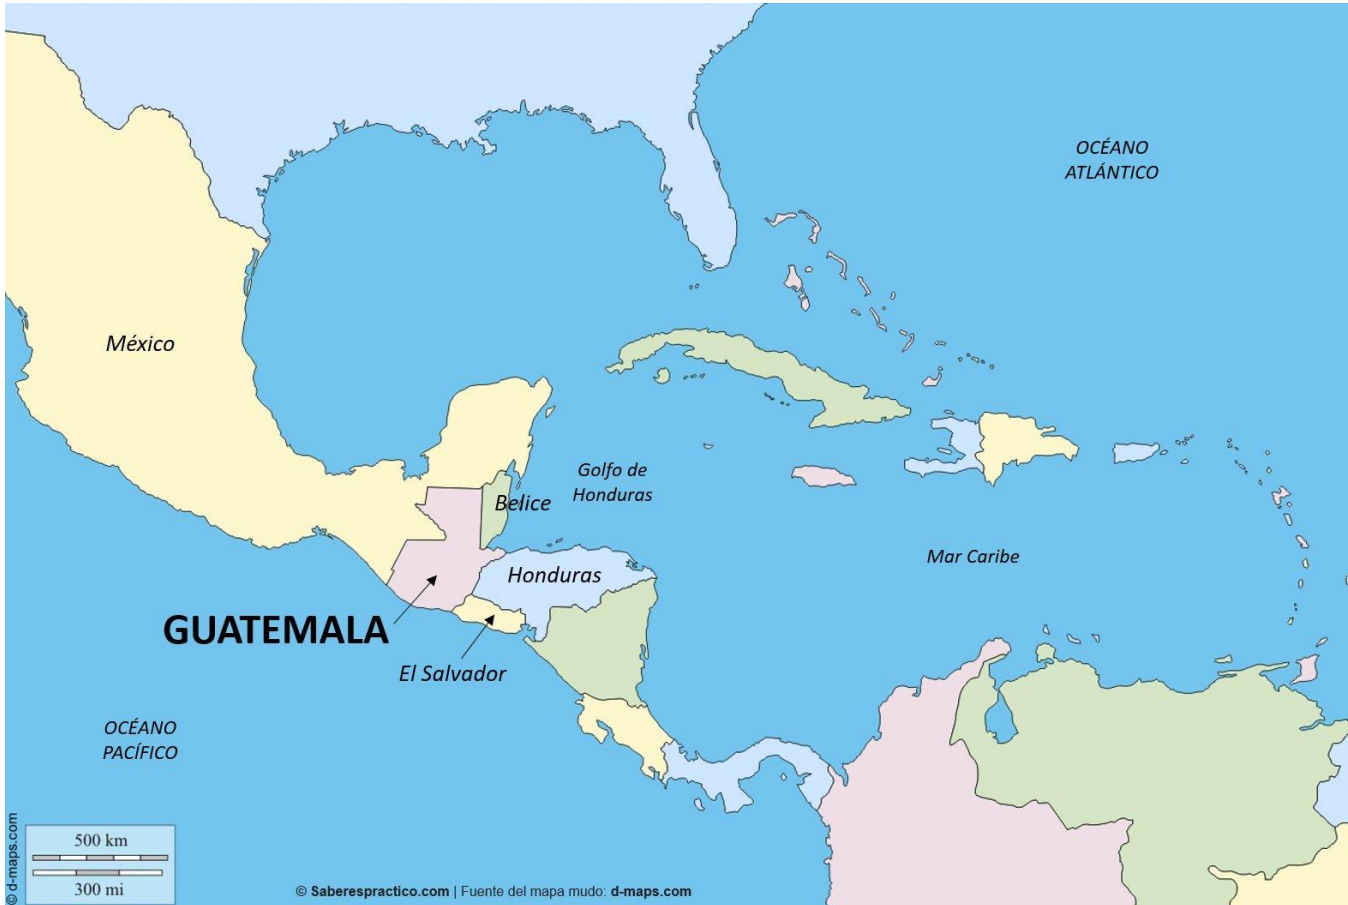 OCÉANO
ATLÁNTICO
México
Golfo de
Honduras
Belice
Mar Caribe
Honduras
GUATEMALA
El Salvador
OCÉANO
PACÍFICO
500 km
300 mi
© d-maps.com
© Saberespractico.com | Fuente del mapa mudo: d-maps.com